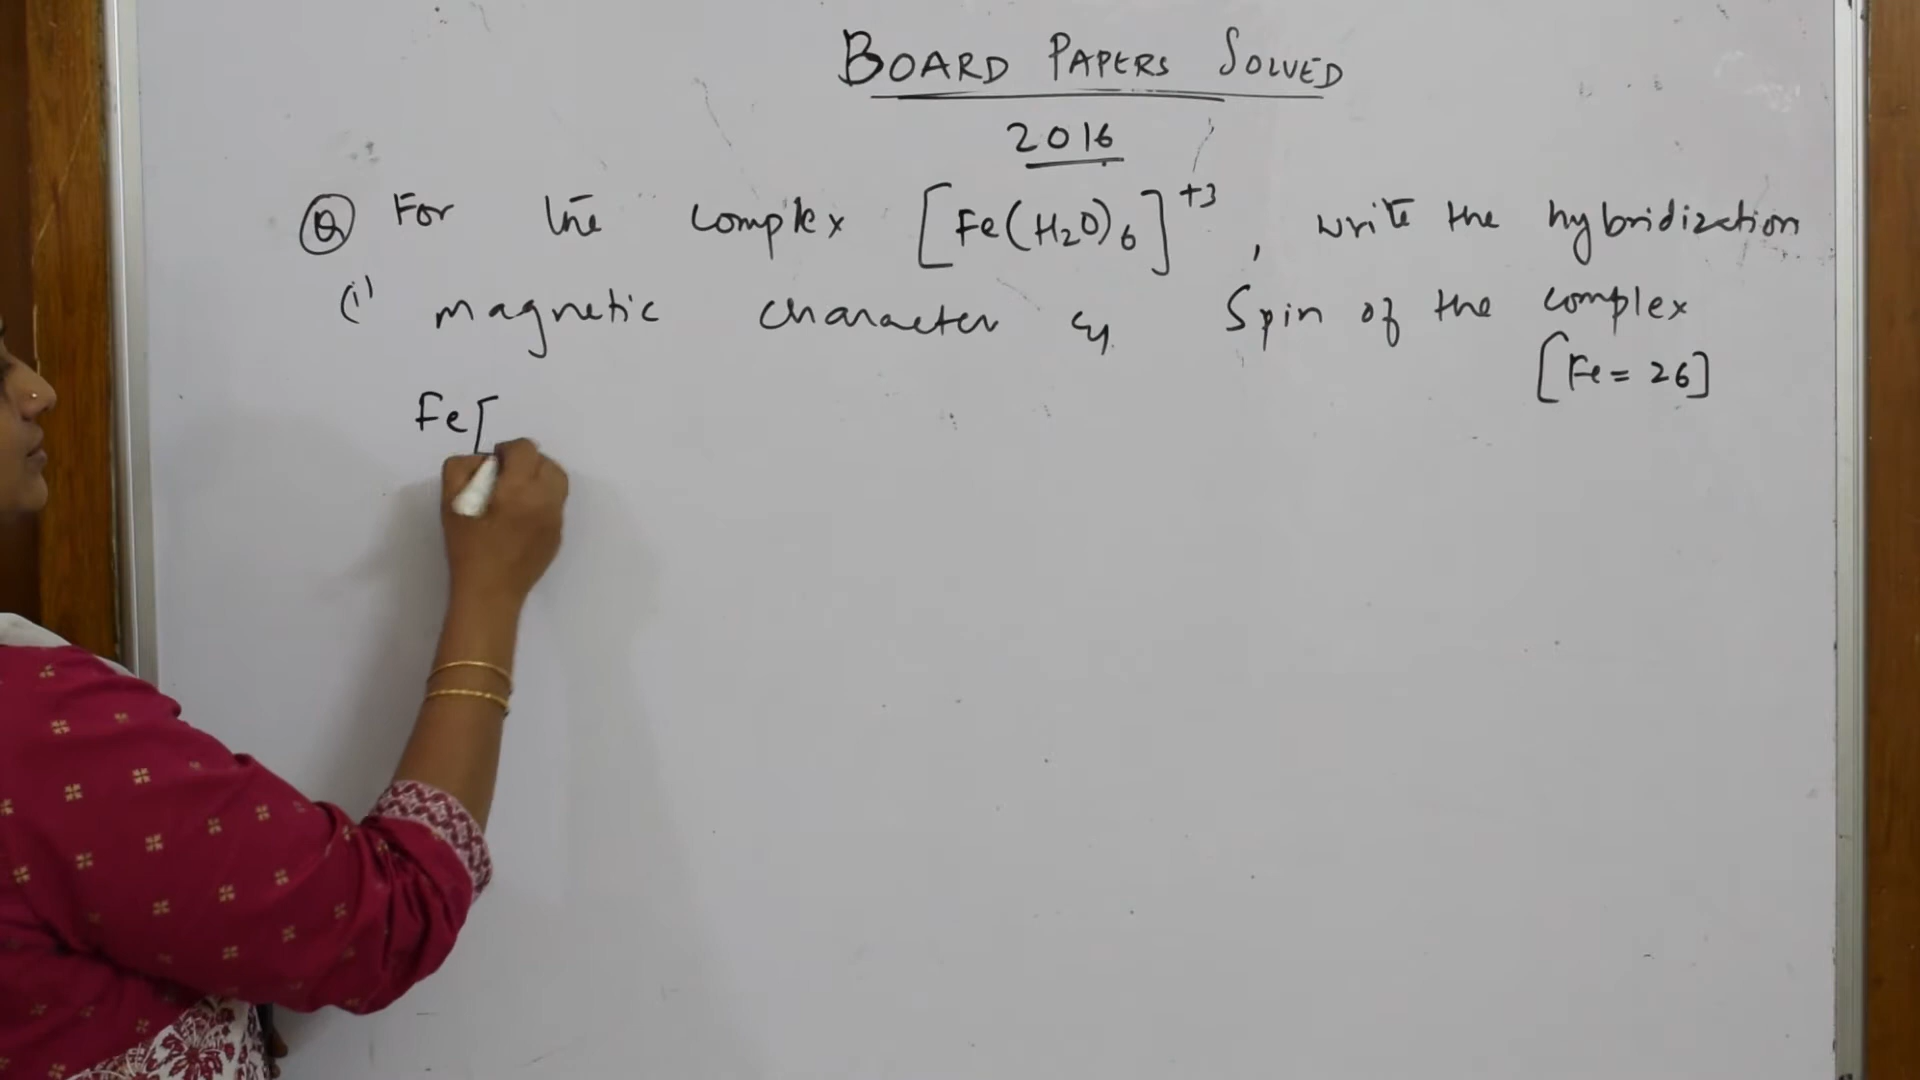 BOARD PAPERS SOLVED
2016
Q For the complex [Fe(H2O)6]+3, write the hybridization
(i) magnetic character & Spin of the complex
[Fe = 26]
Fe[